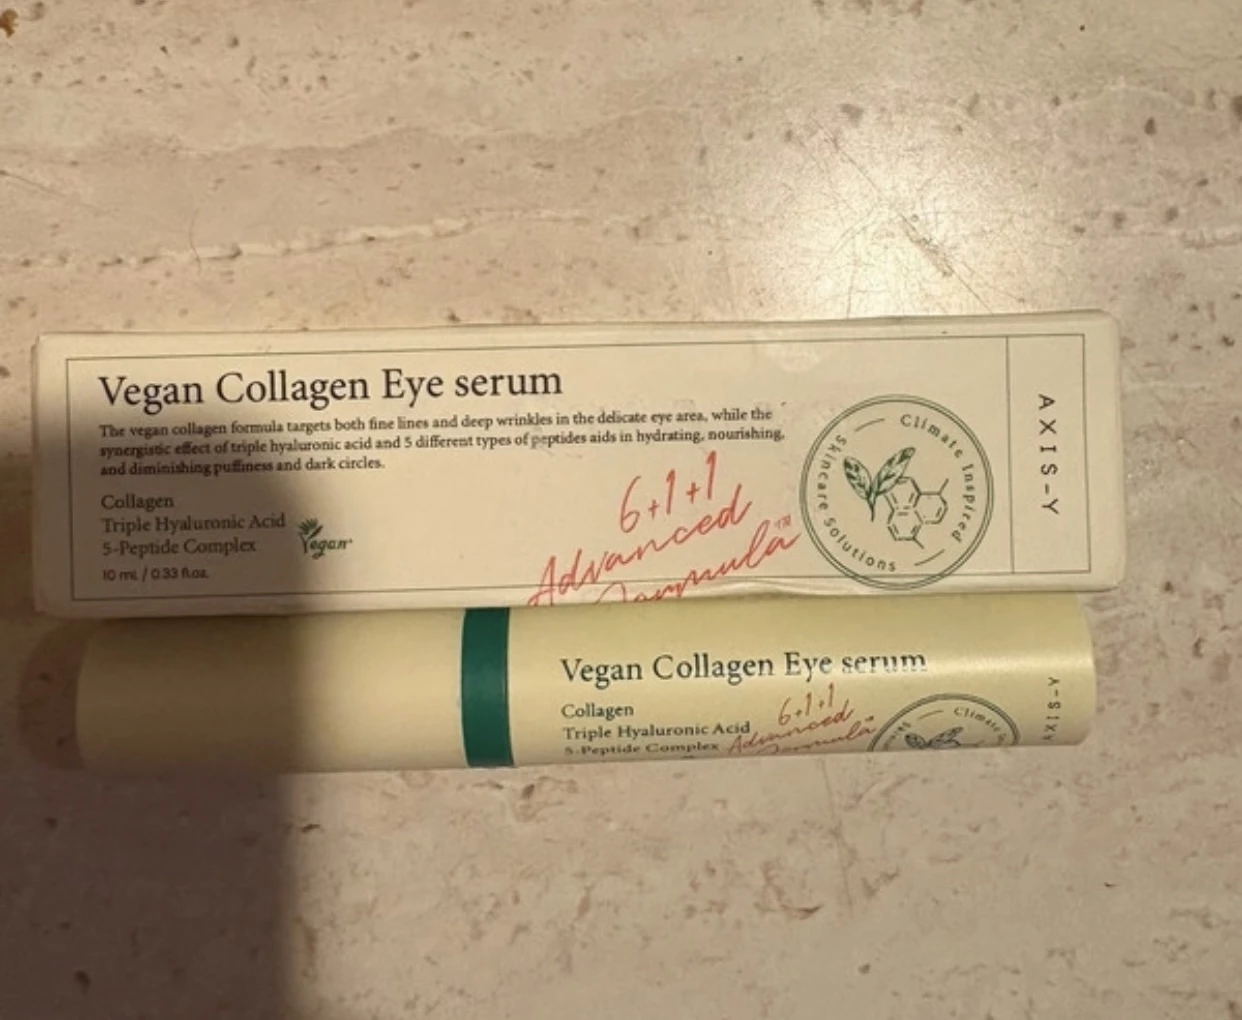 Vegan Collagen Eye serum
The vegan collagen formula targets both fine lines and deep wrinkles in the delicate eye area, while the
synergistic effect of triple hyaluronic acid and 5 different types of peptides aids in hydrating, nourishing,
and diminishing puffiness and dark circles.
Collagen
Triple Hyaluronic Acid
5-Peptide Complex
Vegan
10 ml / 0.33 fl.oz.
6+1+1
Advanced
Formula™
Climate Inspired
Skincare Solutions
AXIS-Y
Vegan Collagen Eye serum
Collagen
Triple Hyaluronic Acid
5-Peptide Complex
6+1+1
Advanced
Formula™
Climate
AXIS-Y